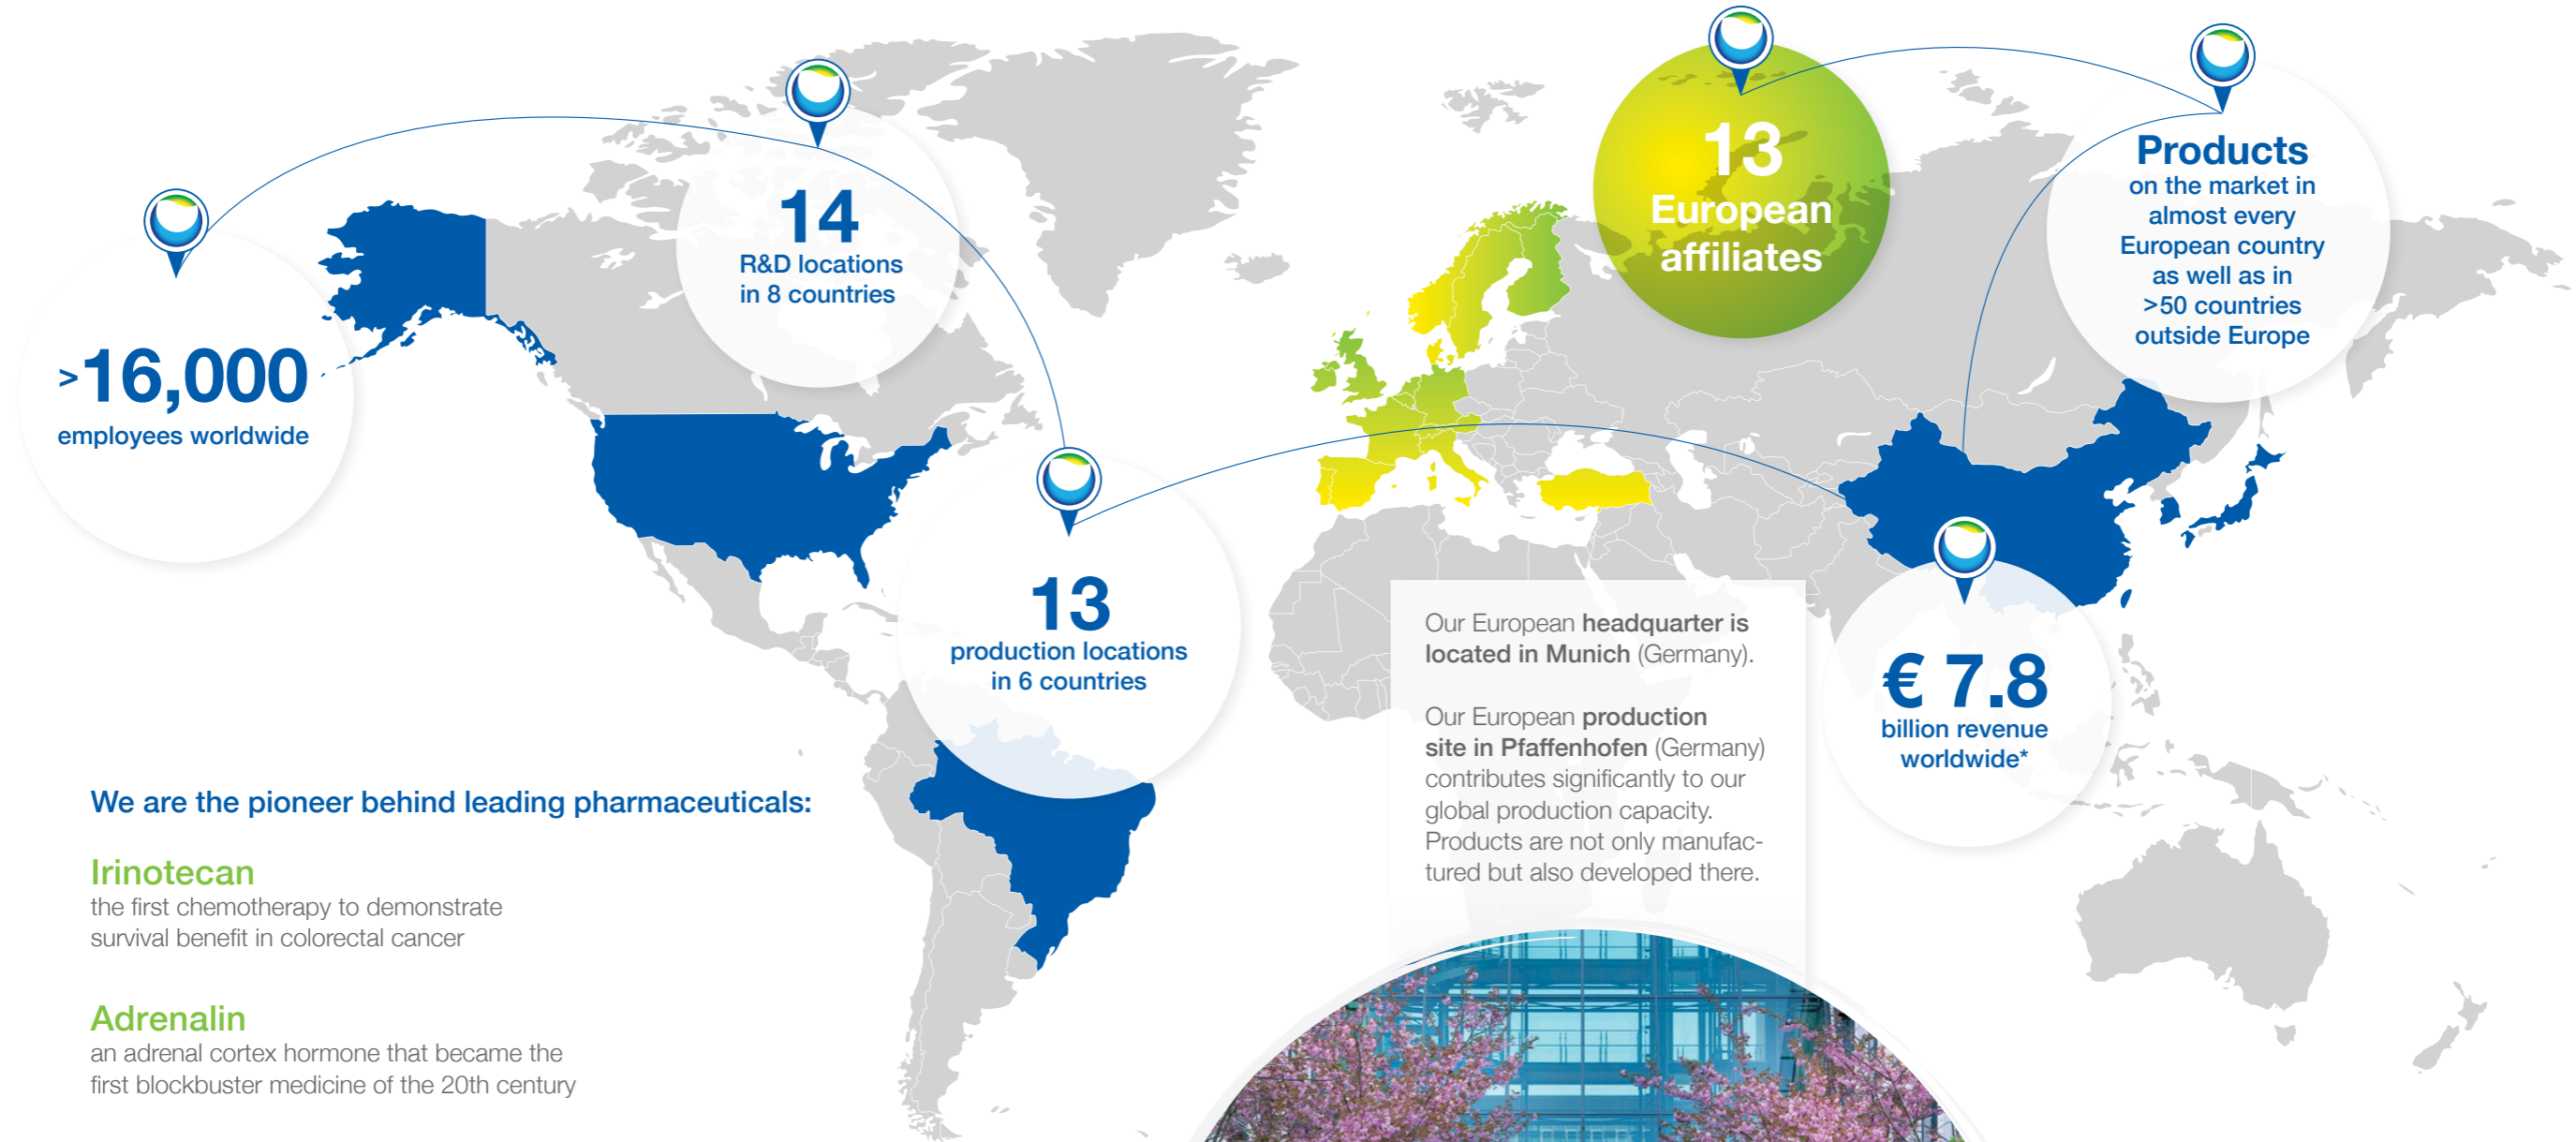 >16,000
employees worldwide
14
R&D locations
in 8 countries
13
production locations
in 6 countries
13
European
affiliates
Products
on the market in
almost every
European country
as well as in
>50 countries
outside Europe
€ 7.8
billion revenue
worldwide*
Our European headquarter is
located in Munich (Germany).
Our European production
site in Pfaffenhofen (Germany)
contributes significantly to our
global production capacity.
Products are not only manufac-
tured but also developed there.
We are the pioneer behind leading pharmaceuticals:
Irinotecan
the first chemotherapy to demonstrate
survival benefit in colorectal cancer
Adrenalin
an adrenal cortex hormone that became the
first blockbuster medicine of the 20th century